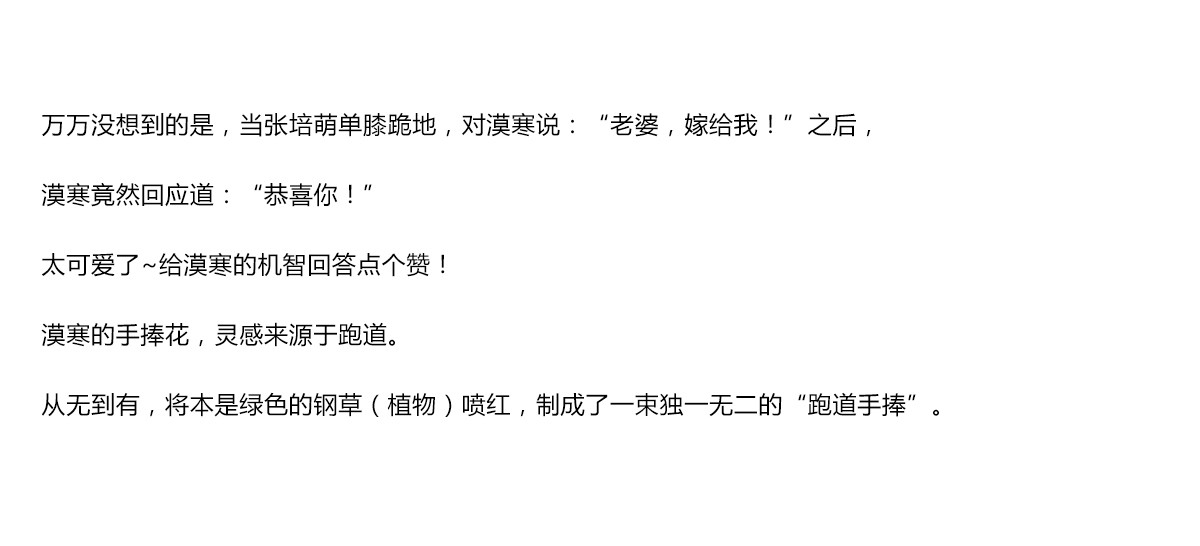 万万没想到的是，当张培萌单膝跪地，对漠寒说：“老婆，嫁给我！”之后，
漠寒竟然回应道：“恭喜你！”
太可爱了~给漠寒的机智回答点个赞！
漠寒的手捧花，灵感来源于跑道。
从无到有，将本是绿色的钢草（植物）喷红，制成了一束独一无二的“跑道手捧”。